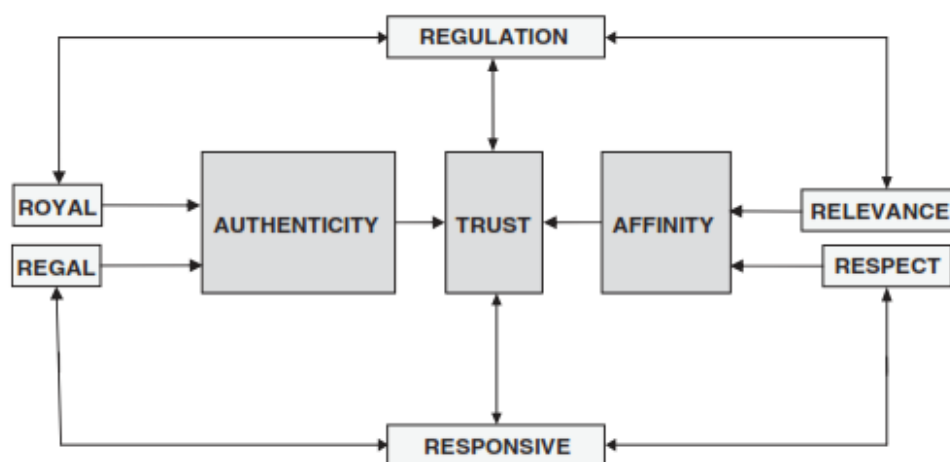 REGULATION
ROYAL
AUTHENTICITY
TRUST
AFFINITY
RELEVANCE
REGAL
RESPECT
RESPONSIVE